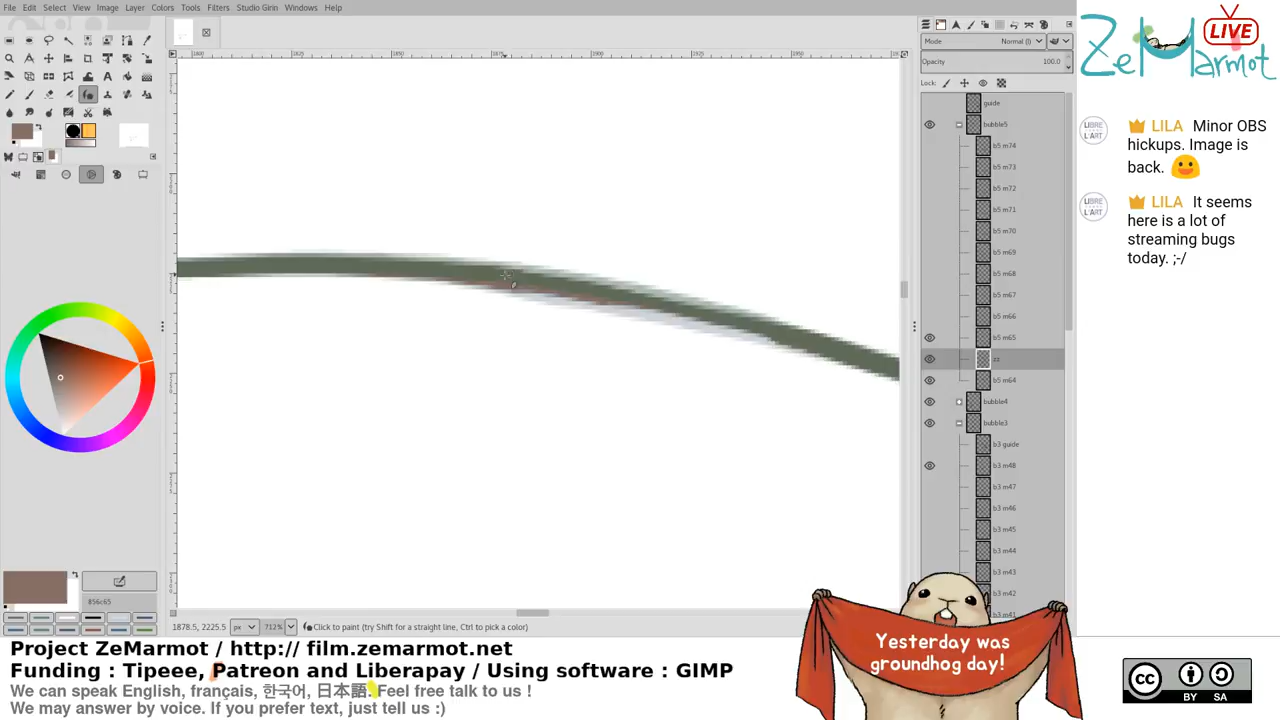 File Edit Select View Image Layer Colors Tools Filters Studio Girin Windows Help
Mode Normal (l)
Opacity 100.0
Lock:
guide
bubble5
b5 m74
b5 m73
b5 m72
b5 m71
b5 m70
b5 m69
b5 m68
b5 m67
b5 m66
b5 m65
zz
b5 m64
bubble4
bubble3
b3 guide
b3 m48
b3 m47
b3 m46
b3 m45
b3 m44
b3 m43
b3 m42
b3 m41
856c65
1878.5, 2225.5 px 712% Click to paint (try Shift for a straight line, Ctrl to pick a color)
ZeMarmot
LIVE
LIBRE
L'ART
LILA Minor OBS
hickups. Image is
back.
LIBRE
L'ART
LILA It seems
here is a lot of
streaming bugs
today. ;-/
Project ZeMarmot / http:// film.zemarmot.net
Funding : Tipeee, Patreon and Liberapay / Using software : GIMP
We can speak English, français, 한국어, 日本語. Feel free talk to us !
We may answer by voice. If you prefer text, just tell us :)
Yesterday was
groundhog day!
CC BY SA